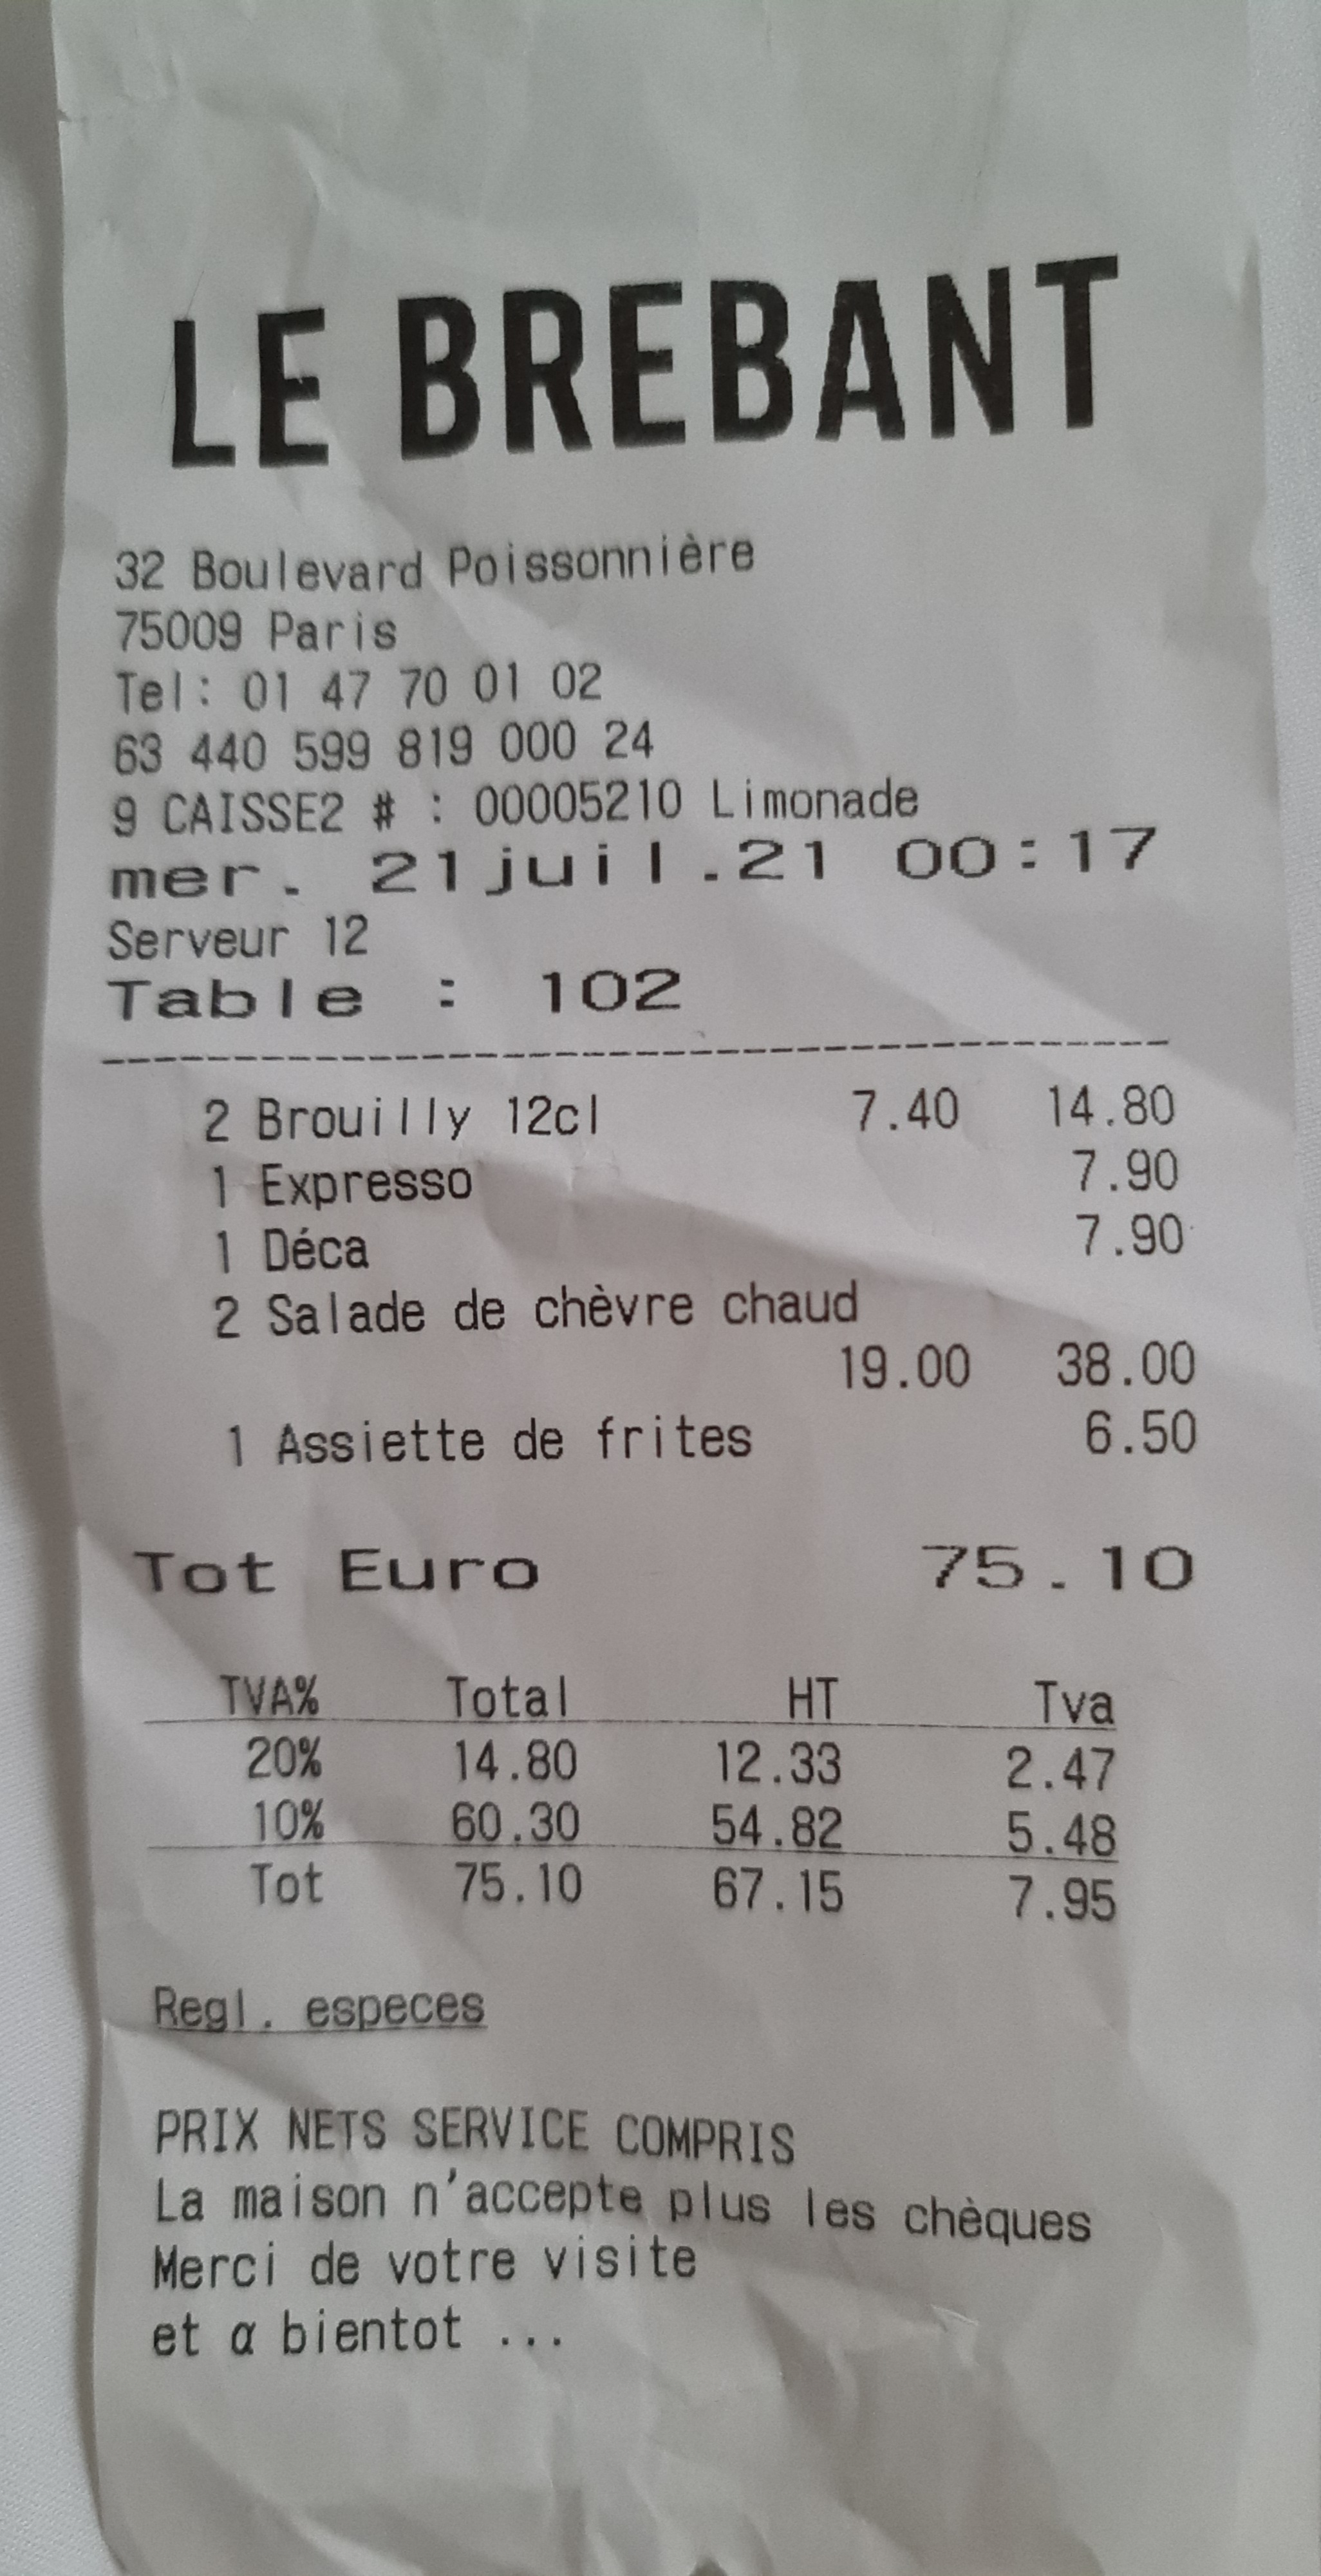 LE BREBANT
32 Boulevard Poissonnière
75009 Paris
Tel: 01 47 70 01 02
63 440 599 819 000 24
9 CAISSE2 # : 00005210 Limonade
mer. 21juil.21 00:17
Serveur 12
Table : 102
2 Brouilly 12cl 7.40 14.80
1 Expresso 7.90
1 Déca 7.90
2 Salade de chèvre chaud
19.00 38.00
1 Assiette de frites 6.50
Tot Euro 75.10
TVA% Total HT Tva
20% 14.80 12.33 2.47
10% 60.30 54.82 5.48
Tot 75.10 67.15 7.95
Regl. especes
PRIX NETS SERVICE COMPRIS
La maison n'accepte plus les chèques
Merci de votre visite
et α bientot ...